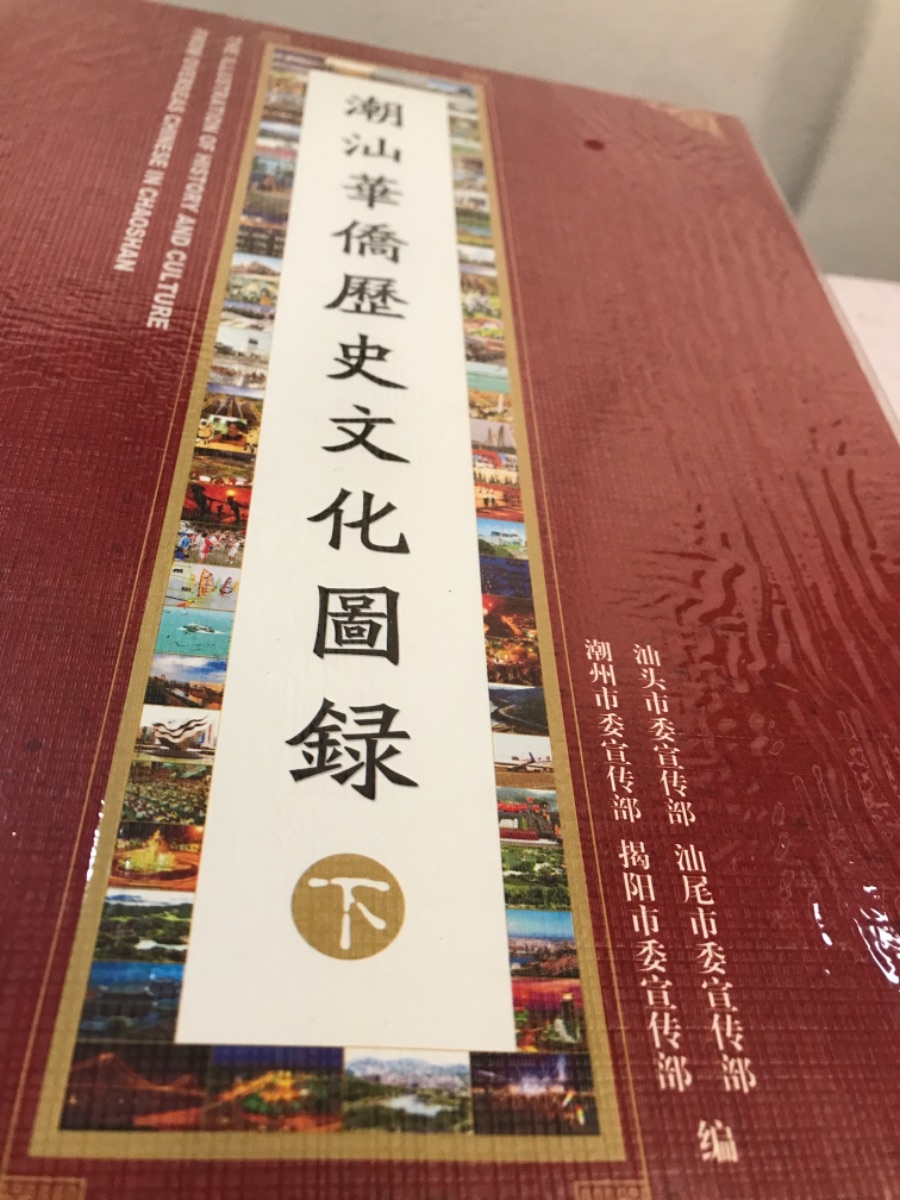 潮汕華僑歷史文化圖錄
下
THE ILLUSTRATION OF HISTORY AND CULTURE
FROM OVERSEAS CHINESE IN CHAOSHAN
汕头市委宣传部 汕尾市委宣传部
潮州市委宣传部 揭阳市委宣传部
编